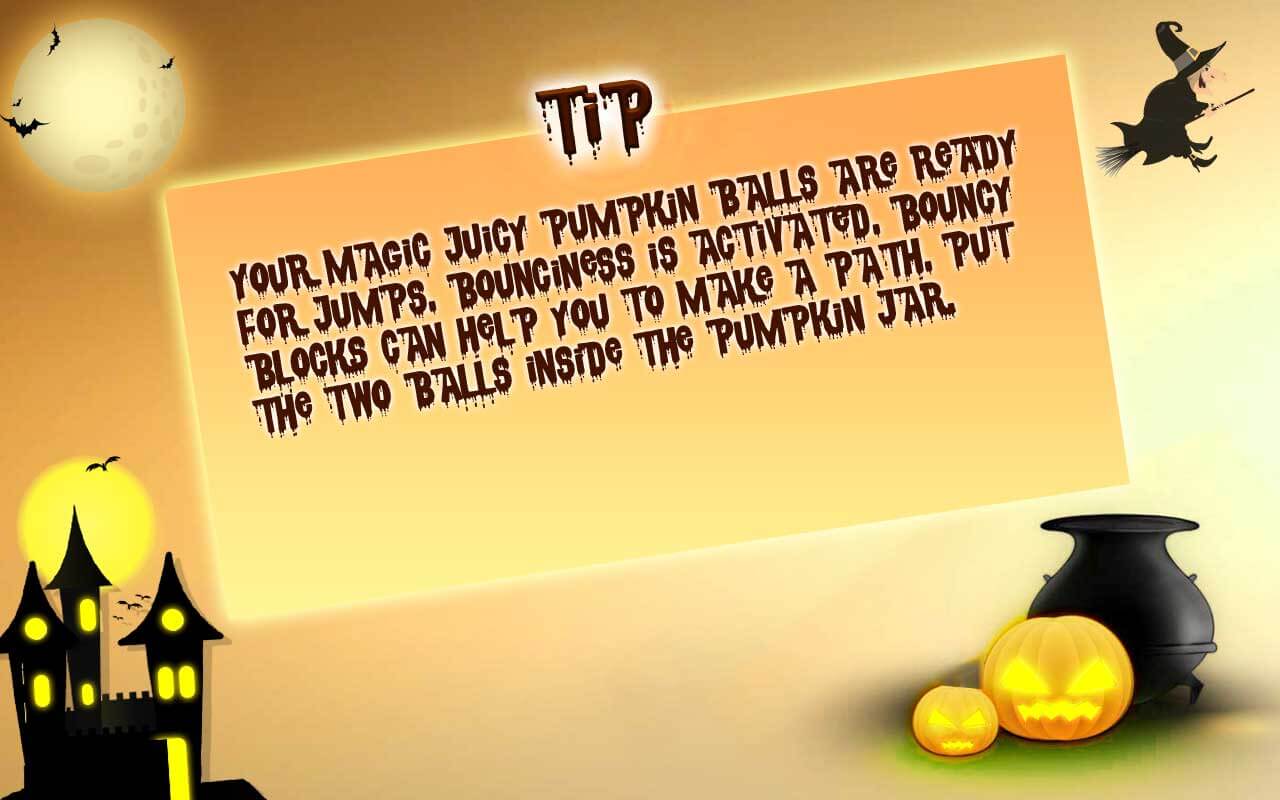 TiP
YOUR MAGiC JUiCY PUMPKiN BALLS ARe ReADY
FOR JUMPS. BOUNCiNeSS iS ACTiVATeD. BOUNCY
BLOCKS CAN HeLP YOU TO MAKe A PATH. PUT
THe TWO BALLS iNSiDe THe PUMPKiN JAR.